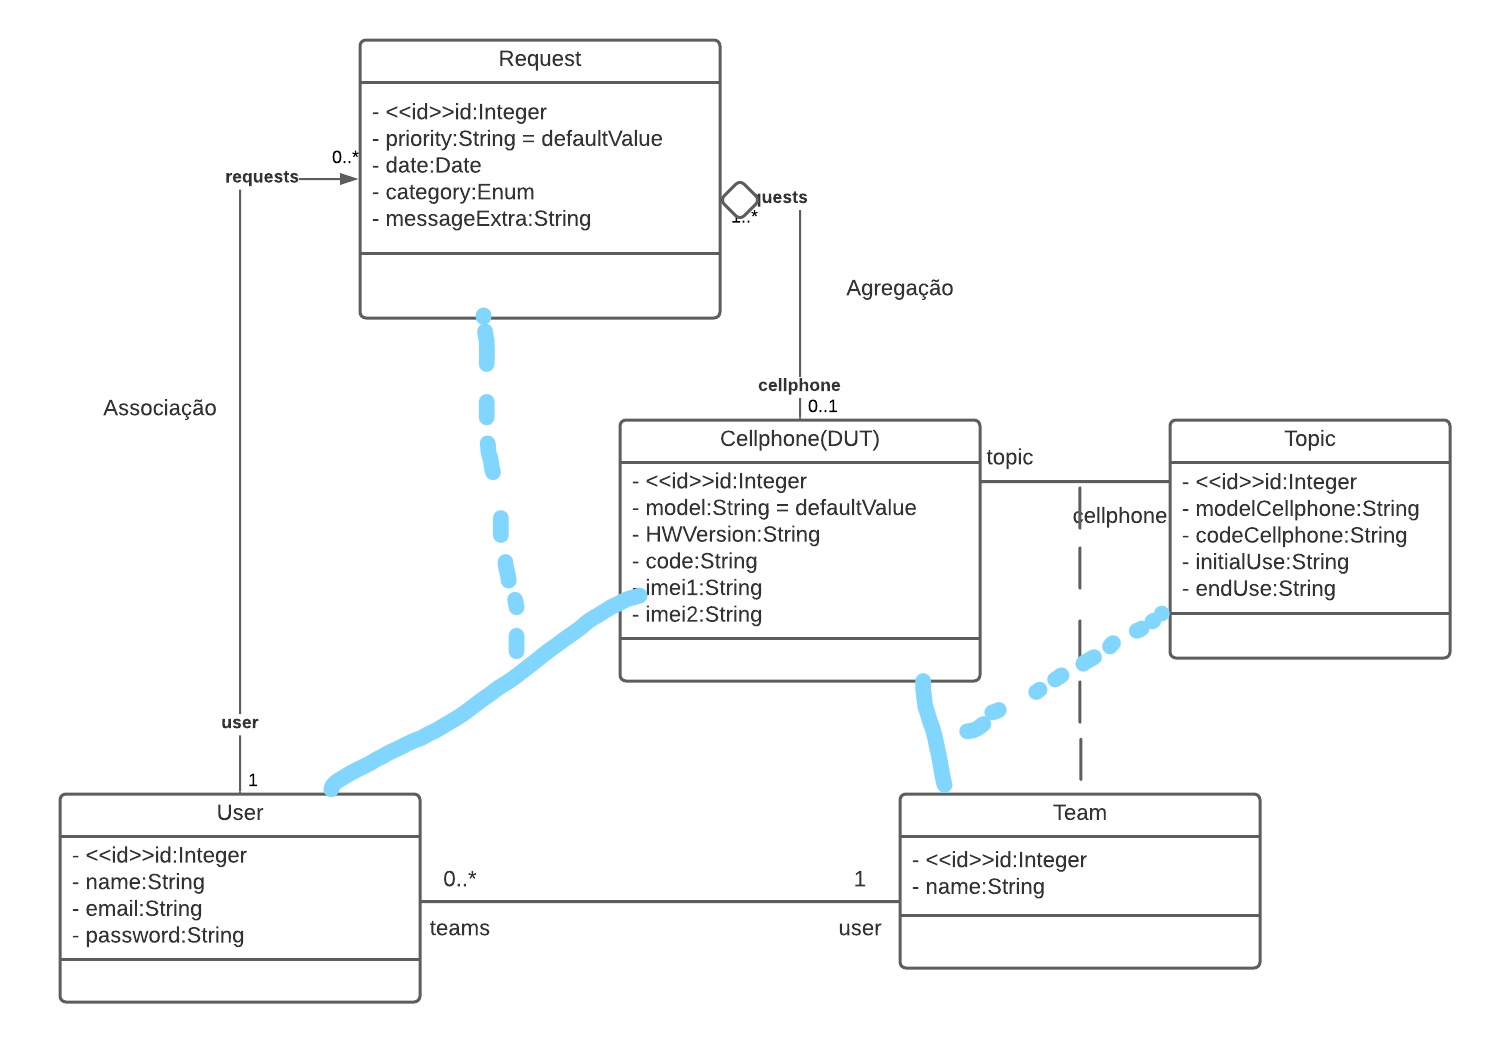 Request
- <<id>>id:Integer
- priority:String = defaultValue
- date:Date
- category:Enum
- messageExtra:String
0..*
requests
1..*
Agregação
cellphone
0..1
Associação
Cellphone(DUT)
- <<id>>id:Integer
- model:String = defaultValue
- HWVersion:String
- code:String
- imei1:String
- imei2:String
topic
cellphone
Topic
- <<id>>id:Integer
- modelCellphone:String
- codeCellphone:String
- initialUse:String
- endUse:String
user
1
User
- <<id>>id:Integer
- name:String
- email:String
- password:String
0..*
1
teams
user
Team
- <<id>>id:Integer
- name:String